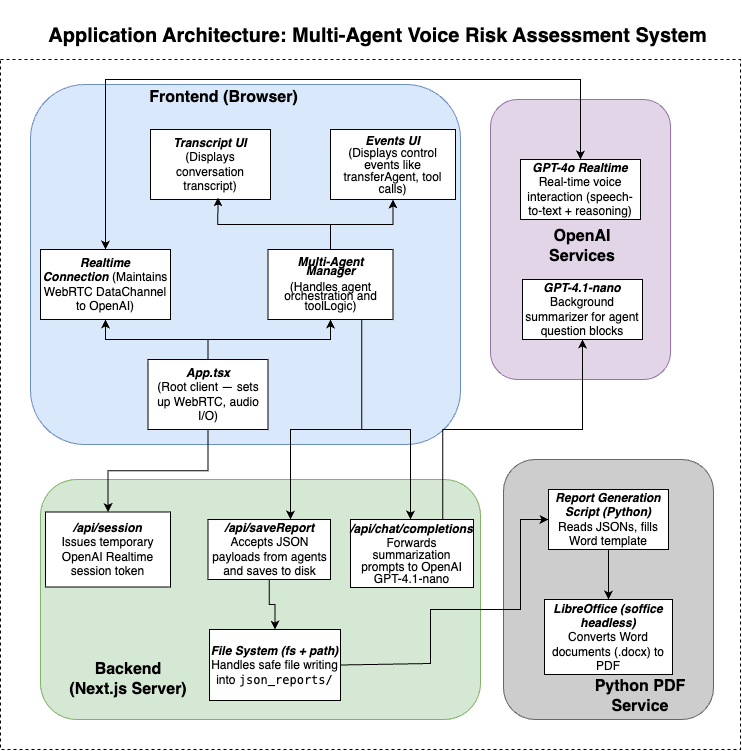 Application Architecture: Multi-Agent Voice Risk Assessment System
Frontend (Browser)
Transcript UI
(Displays
conversation
transcript)
Events UI
(Displays control
events like
transferAgent, tool
calls)
GPT-4o Realtime
Real-time voice
interaction (speech-
to-text + reasoning)
OpenAI
Services
Realtime
Connection (Maintains
WebRTC DataChannel
to OpenAI)
Multi-Agent
Manager
(Handles agent
orchestration and
toolLogic)
GPT-4.1-nano
Background
summarizer for agent
question blocks
App.tsx
(Root client — sets
up WebRTC, audio
I/O)
/api/session
Issues temporary
OpenAI Realtime
session token
/api/saveReport
Accepts JSON
payloads from agents
and saves to disk
/api/chat/completions
Forwards
summarization
prompts to OpenAI
GPT-4.1-nano
Report Generation
Script (Python)
Reads JSONs, fills
Word template
File System (fs + path)
Handles safe file writing
into json_reports/
LibreOffice (soffice
headless)
Converts Word
documents (.docx) to
PDF
Backend
(Next.js Server)
Python PDF
Service